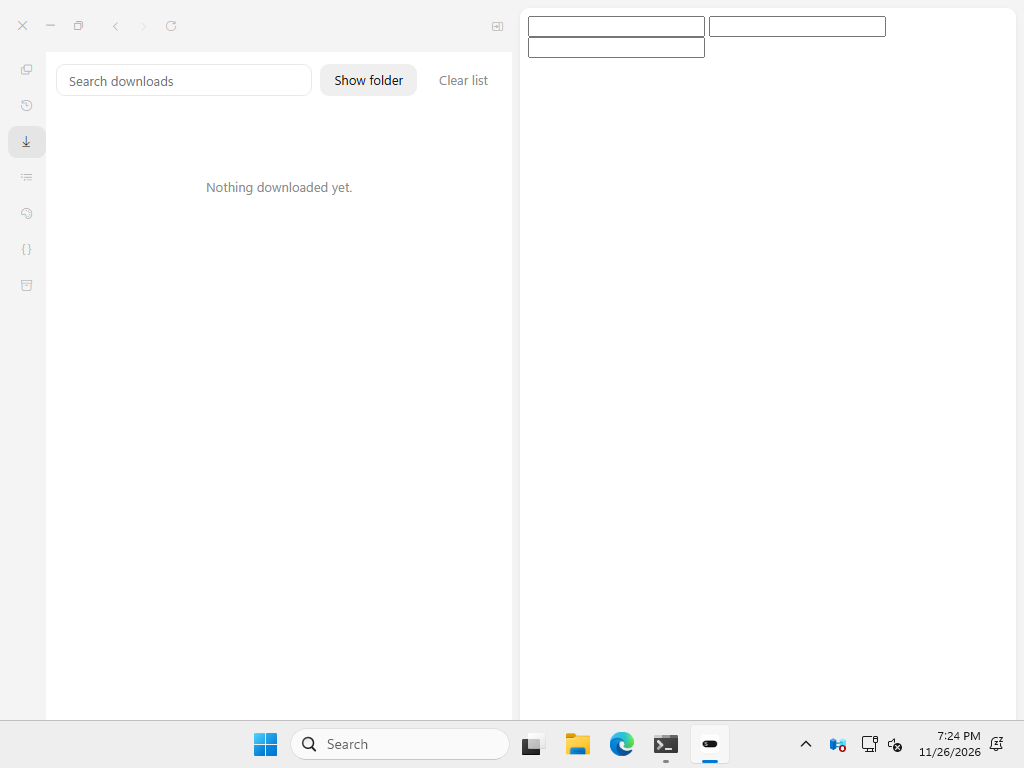 Search downloads
Show folder
Clear list
Nothing downloaded yet.
Search
7:24 PM
11/26/2026